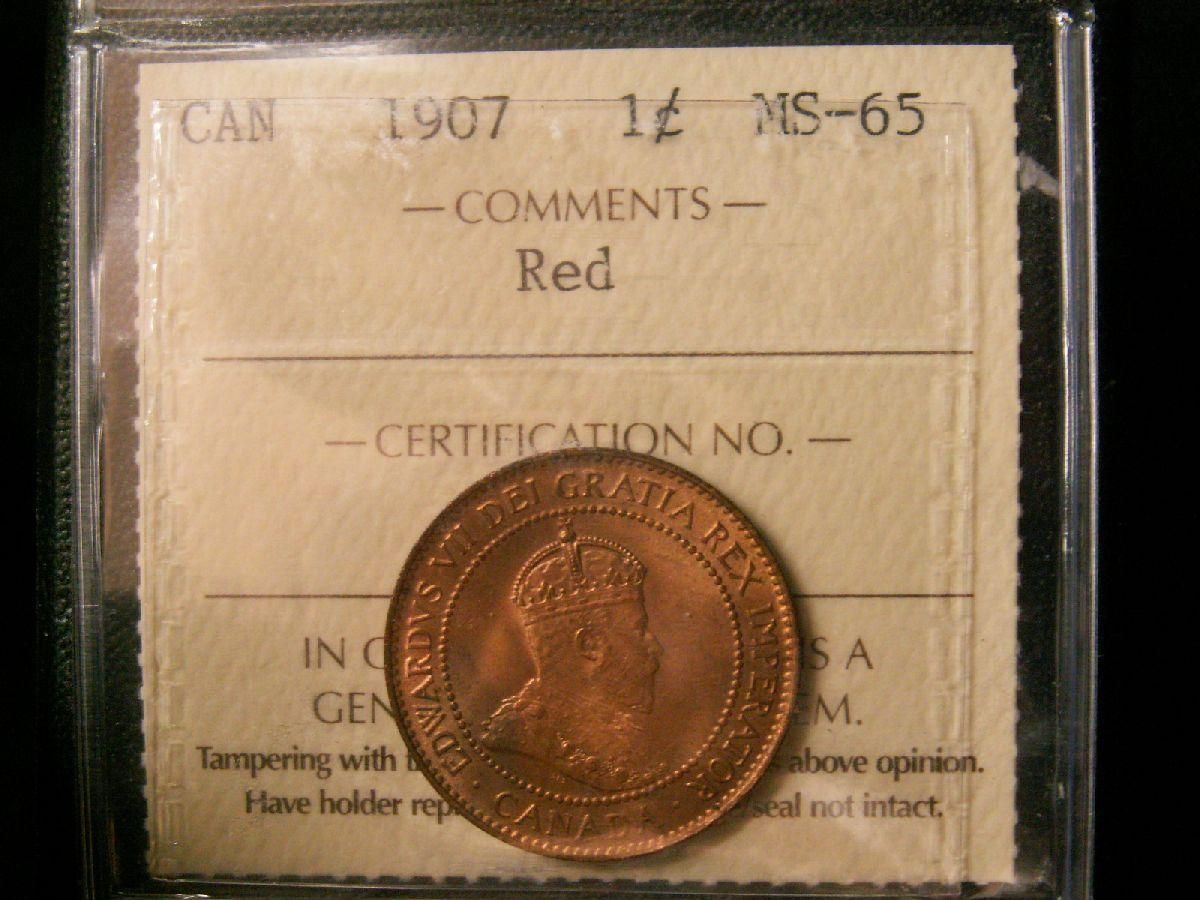 CAN 1907 1¢ MS-65
— COMMENTS —
Red
— CERTIFICATION NO. —
EDWARDVS VII DEI GRATIA REX IMPERATOR
CANADA
IN S A
GEN EM.
Tampering with above opinion.
Have holder seal not intact.